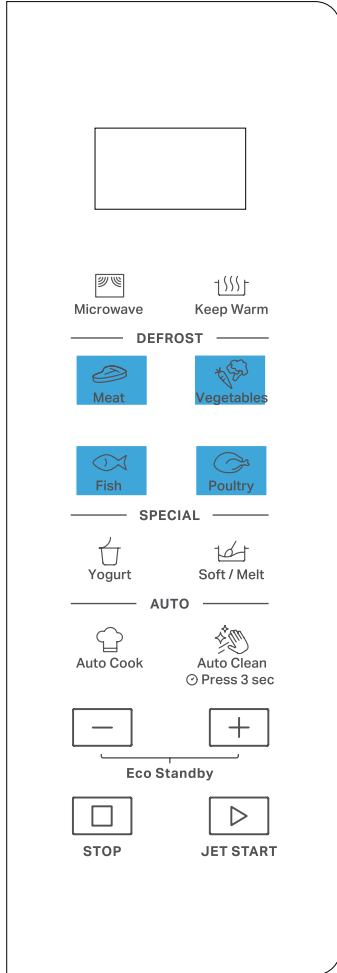 Microwave Keep Warm
DEFROST
Meat Vegetables
Fish Poultry
SPECIAL
Yogurt Soft / Melt
AUTO
Auto Cook Auto Clean
Press 3 sec
Eco Standby
STOP JET START